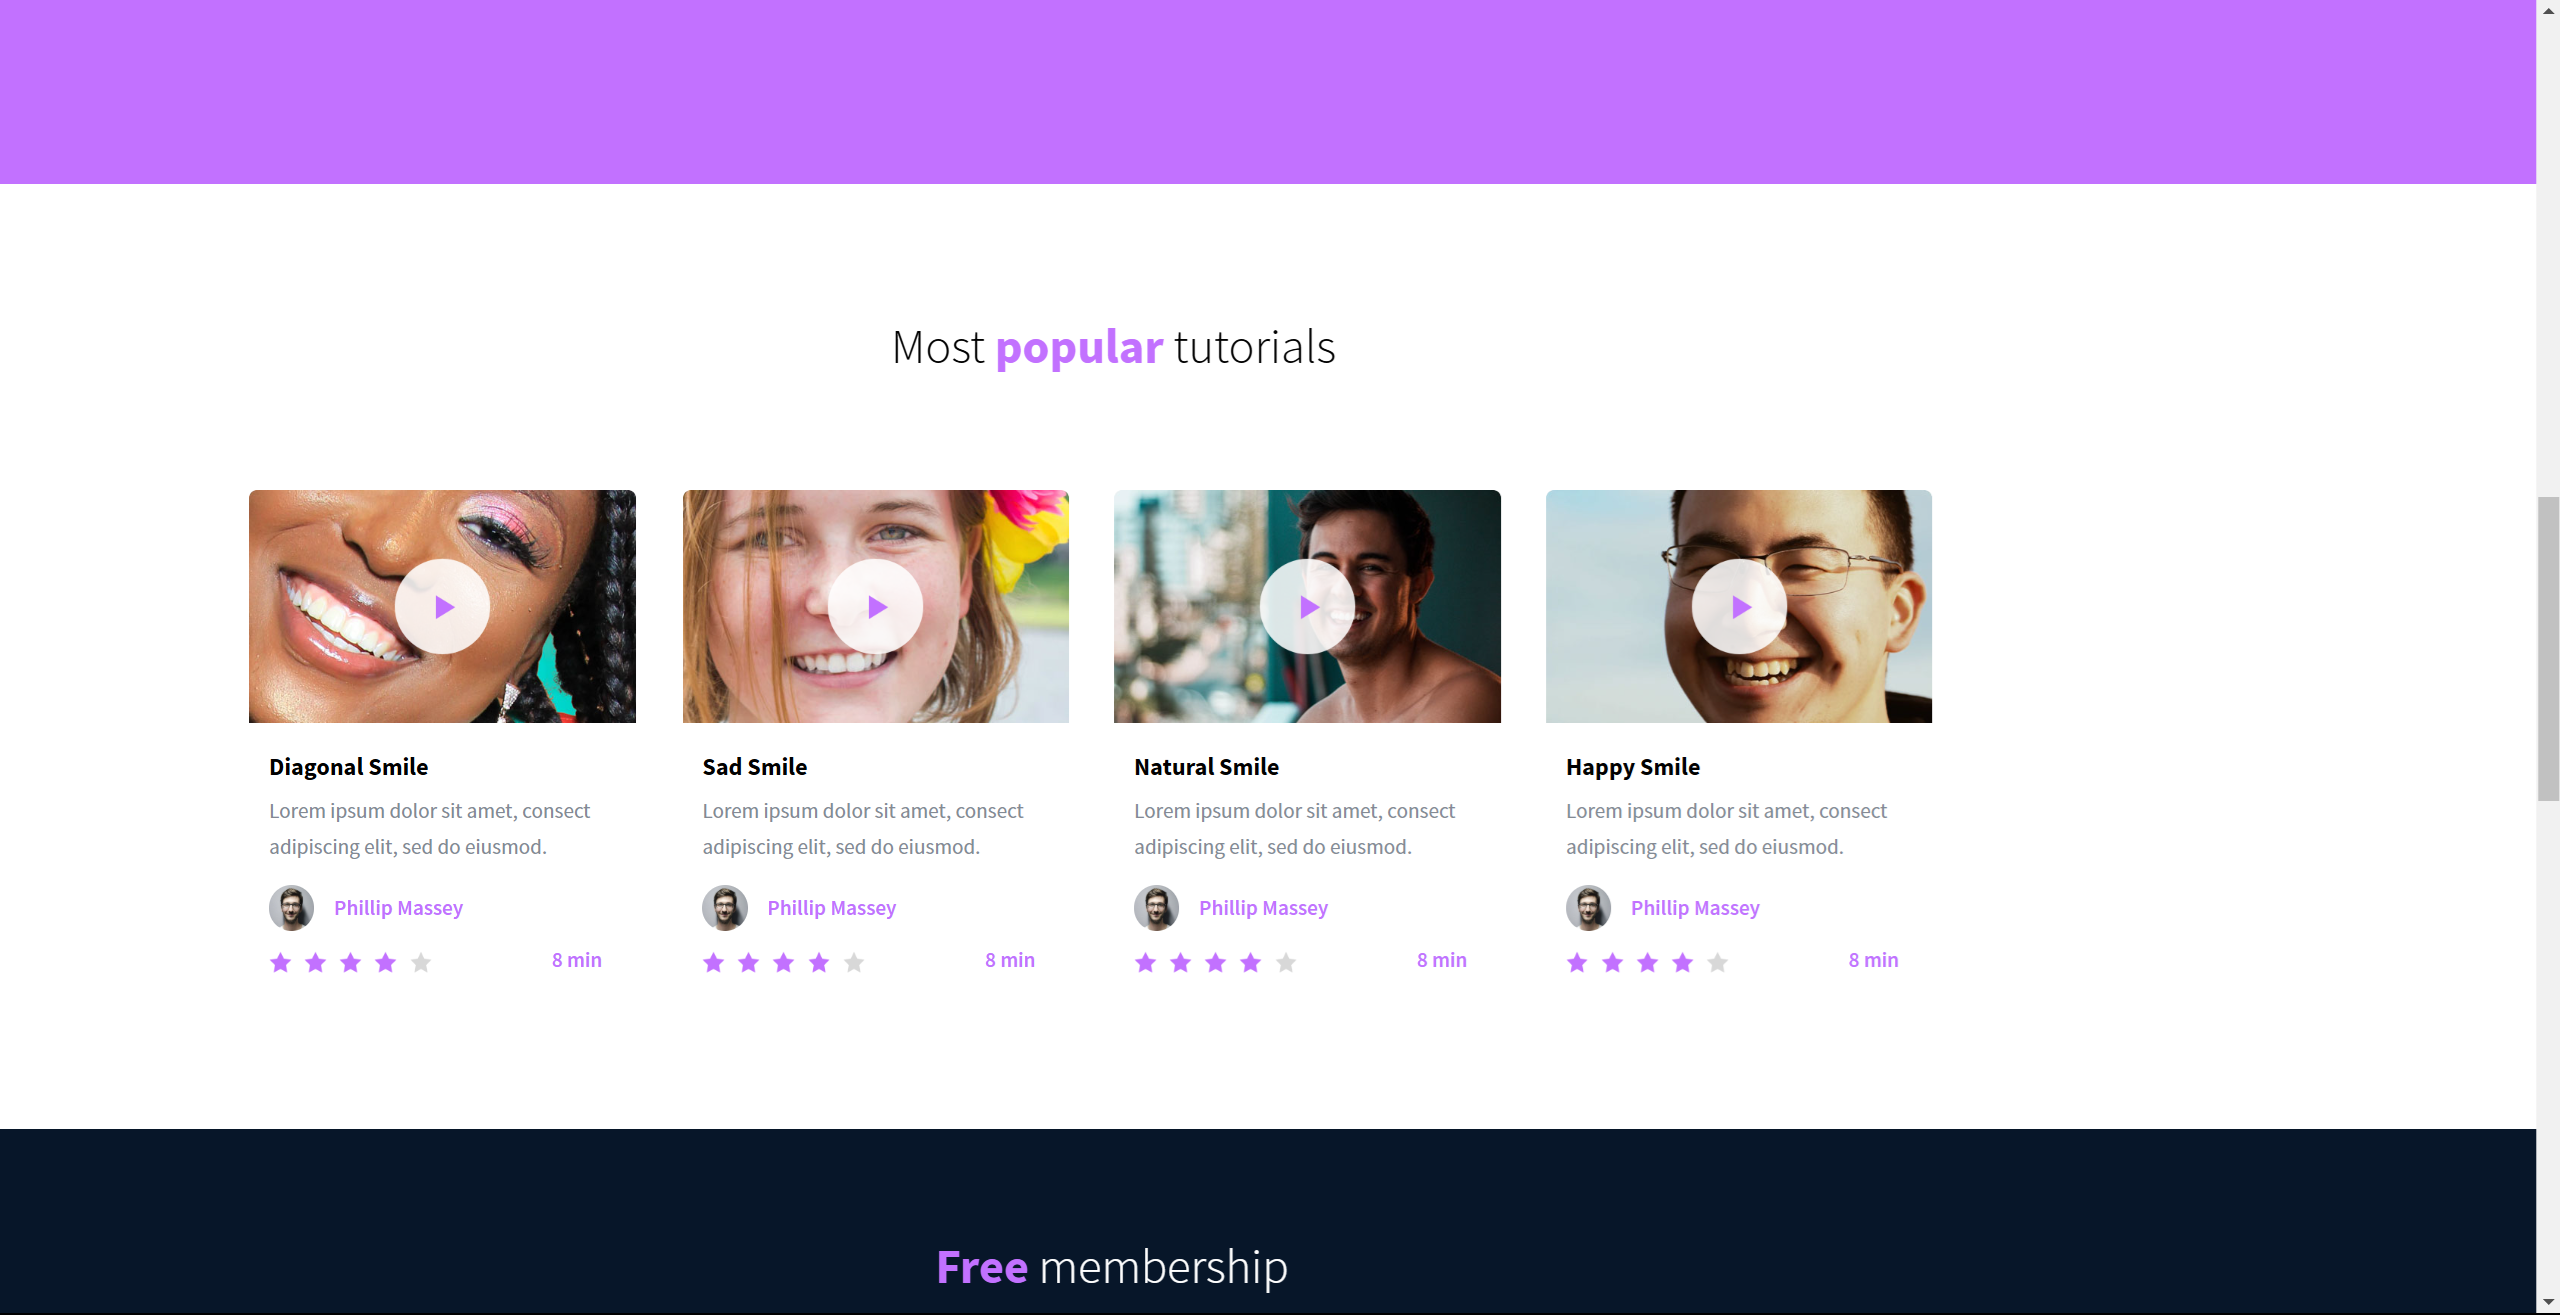 Most popular tutorials
Diagonal Smile
Lorem ipsum dolor sit amet, consect
adipiscing elit, sed do eiusmod.
Phillip Massey
8 min
Sad Smile
Lorem ipsum dolor sit amet, consect
adipiscing elit, sed do eiusmod.
Phillip Massey
8 min
Natural Smile
Lorem ipsum dolor sit amet, consect
adipiscing elit, sed do eiusmod.
Phillip Massey
8 min
Happy Smile
Lorem ipsum dolor sit amet, consect
adipiscing elit, sed do eiusmod.
Phillip Massey
8 min
Free membership